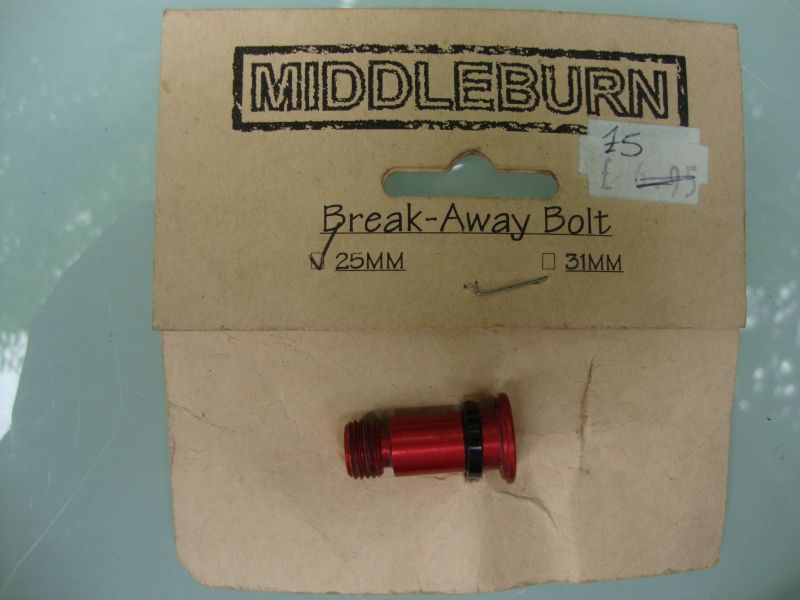 MIDDLEBURN
15
£ 6.95
Break-Away Bolt
25MM 31MM